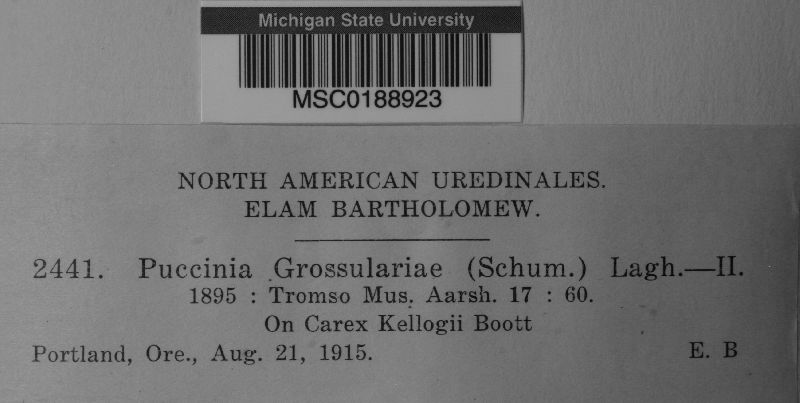 Michigan State University
MSC0188923
NORTH AMERICAN UREDINALES.
ELAM BARTHOLOMEW.
2441. Puccinia Grossulariae (Schum.) Lagh.—II.
1895 : Tromso Mus. Aarsh. 17 : 60.
On Carex Kellogii Boott
Portland, Ore., Aug. 21, 1915. E. B